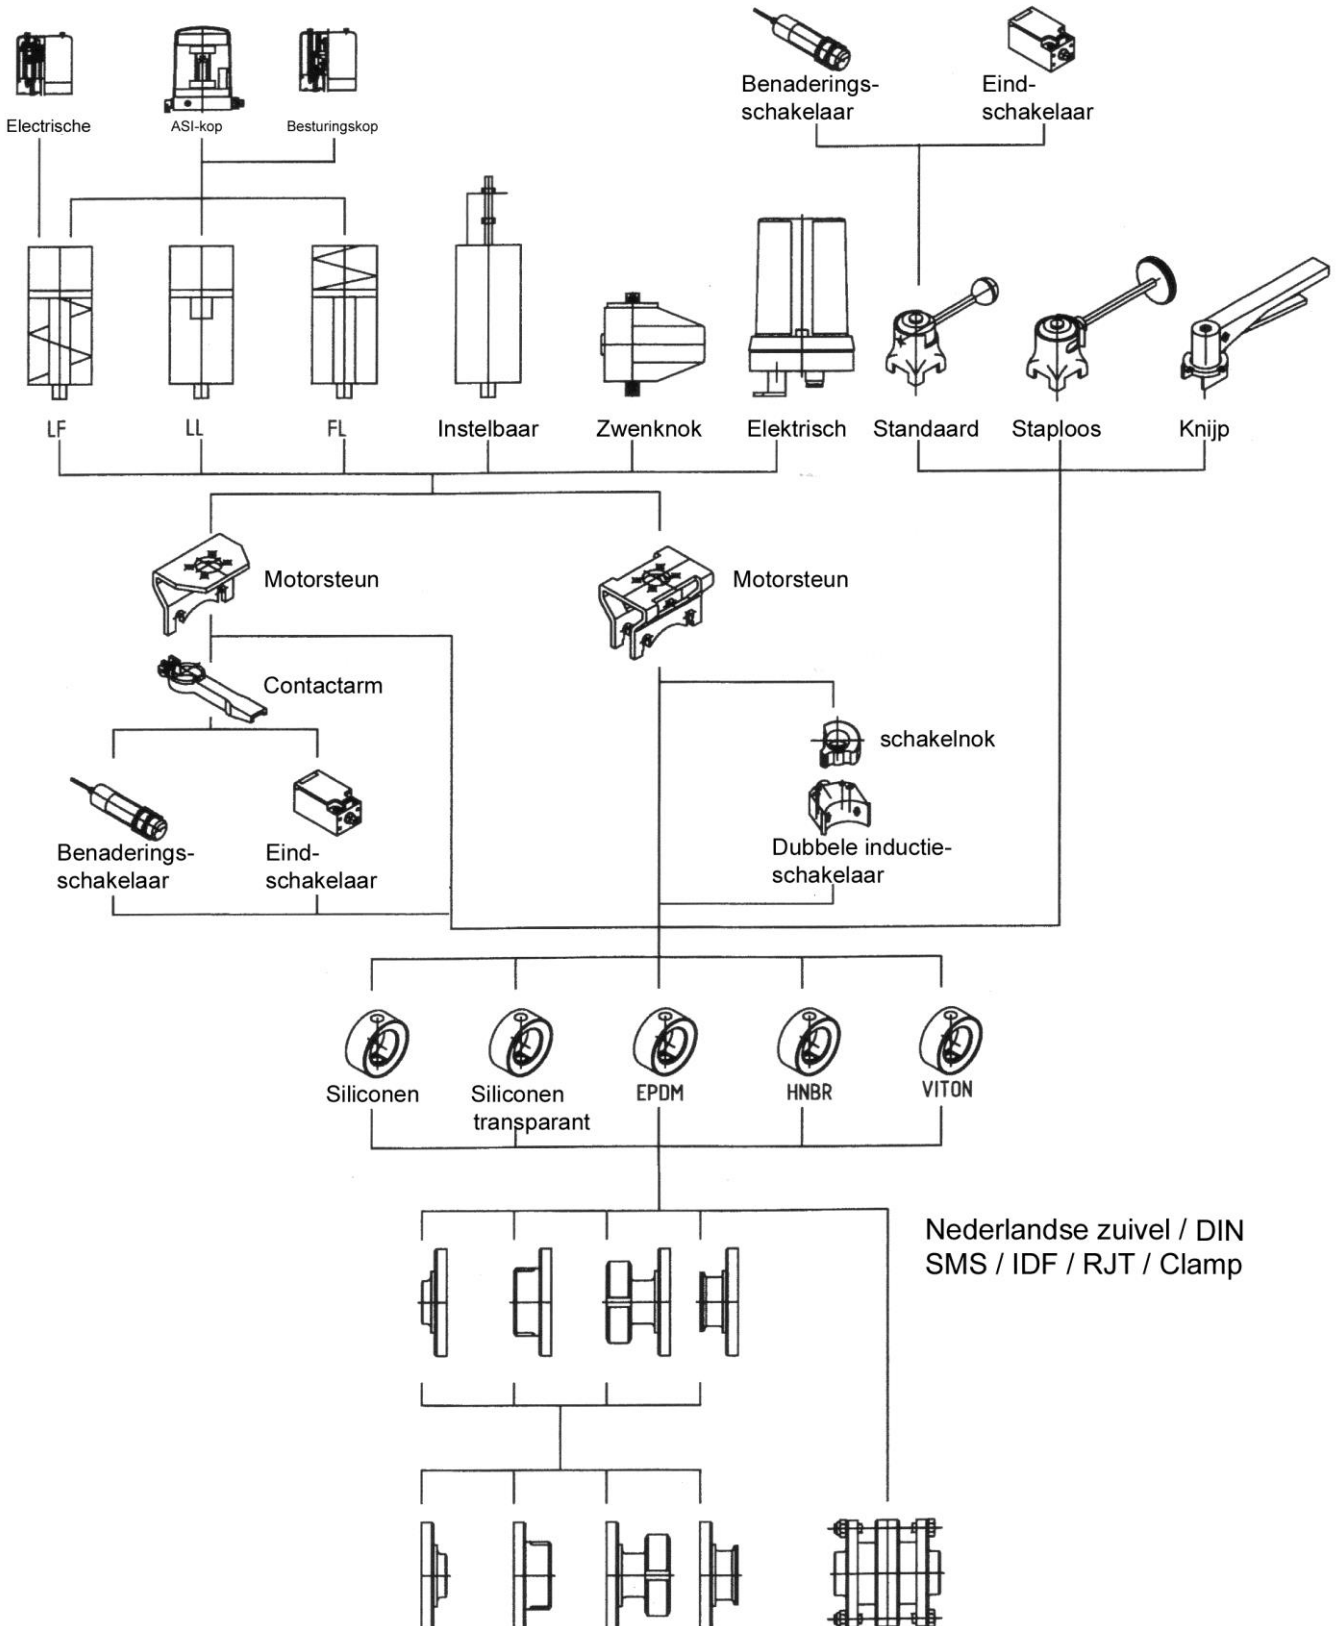 Benaderings-
schakelaar
Eind-
schakelaar
Electrische
ASI-kop
Besturingskop
LF
LL
FL
Instelbaar
Zwenknok
Elektrisch
Standaard
Staploos
Knijp
Motorsteun
Motorsteun
Contactarm
schakelnok
Benaderings-
schakelaar
Eind-
schakelaar
Dubbele inductie-
schakelaar
Siliconen
Siliconen
transparant
EPDM
HNBR
VITON
Nederlandse zuivel / DIN
SMS / IDF / RJT / Clamp